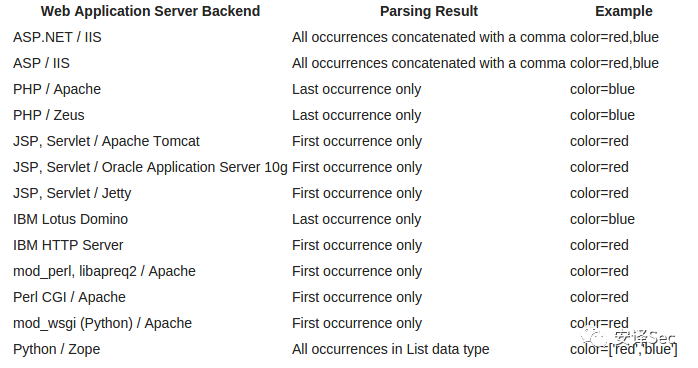 Web Application Server Backend Parsing Result Example
ASP.NET / IIS All occurrences concatenated with a comma color=red,blue
ASP / IIS All occurrences concatenated with a comma color=red,blue
PHP / Apache Last occurrence only color=blue
PHP / Zeus Last occurrence only color=blue
JSP, Servlet / Apache Tomcat First occurrence only color=red
JSP, Servlet / Oracle Application Server 10g First occurrence only color=red
JSP, Servlet / Jetty First occurrence only color=red
IBM Lotus Domino Last occurrence only color=blue
IBM HTTP Server First occurrence only color=red
mod_perl, libapreq2 / Apache First occurrence only color=red
Perl CGI / Apache First occurrence only color=red
mod_wsgi (Python) / Apache First occurrence only color=red
安译Sec
Python / Zope All occurrences in List data type color=['red','blue']